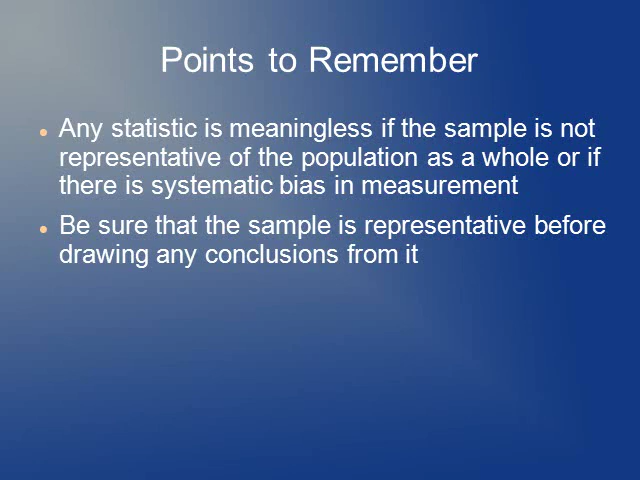 Points to Remember
Any statistic is meaningless if the sample is not
representative of the population as a whole or if
there is systematic bias in measurement
Be sure that the sample is representative before
drawing any conclusions from it